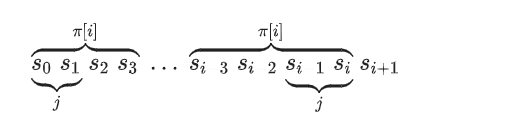 π[i] π[i]
s₀ s₁ s₂ s₃ … sᵢ ₃ sᵢ ₂ sᵢ ₁ sᵢ sᵢ₊₁
j j